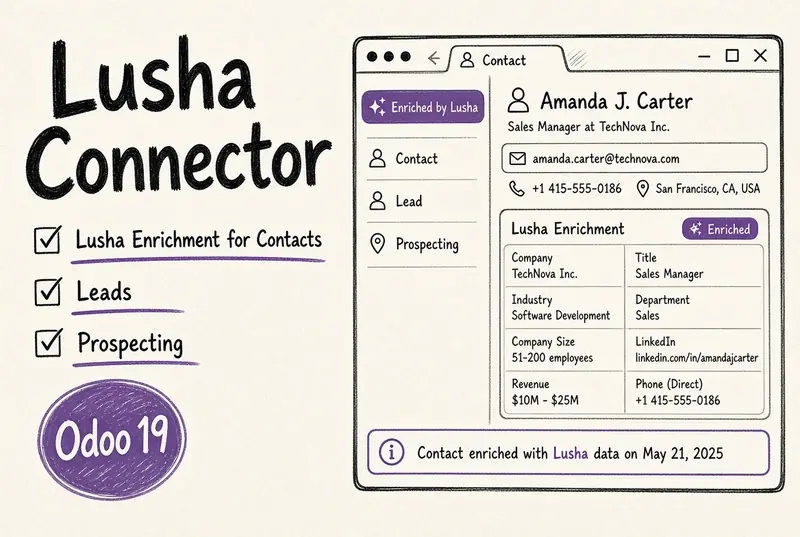 Lusha
Connector
Lusha Enrichment for Contacts
Leads
Prospecting
Odoo 19
Contact
Enriched by Lusha
Contact
Lead
Prospecting
Amanda J. Carter
Sales Manager at TechNova Inc.
amanda.carter@technova.com
+1 415-555-0186 San Francisco, CA, USA
Lusha Enrichment Enriched
Company Title
TechNova Inc. Sales Manager
Industry Department
Software Development Sales
Company Size LinkedIn
51-200 employees linkedin.com/in/amandajcarter
Revenue Phone (Direct)
$10M - $25M +1 415-555-0186
Contact enriched with Lusha data on May 21, 2025